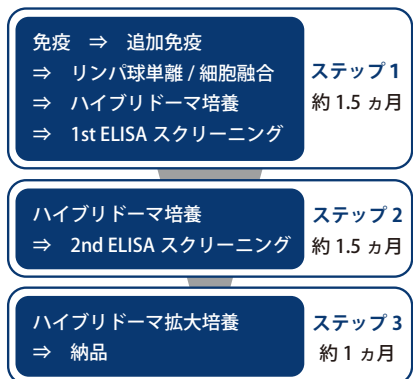 免疫 ⇒ 追加免疫
⇒ リンパ球単離 / 細胞融合
⇒ ハイブリドーマ培養
⇒ 1st ELISA スクリーニング
ステップ 1
約 1.5 ヵ月
ハイブリドーマ培養
⇒ 2nd ELISA スクリーニング
ステップ 2
約 1.5 ヵ月
ハイブリドーマ拡大培養
⇒ 納品
ステップ 3
約 1 ヵ月